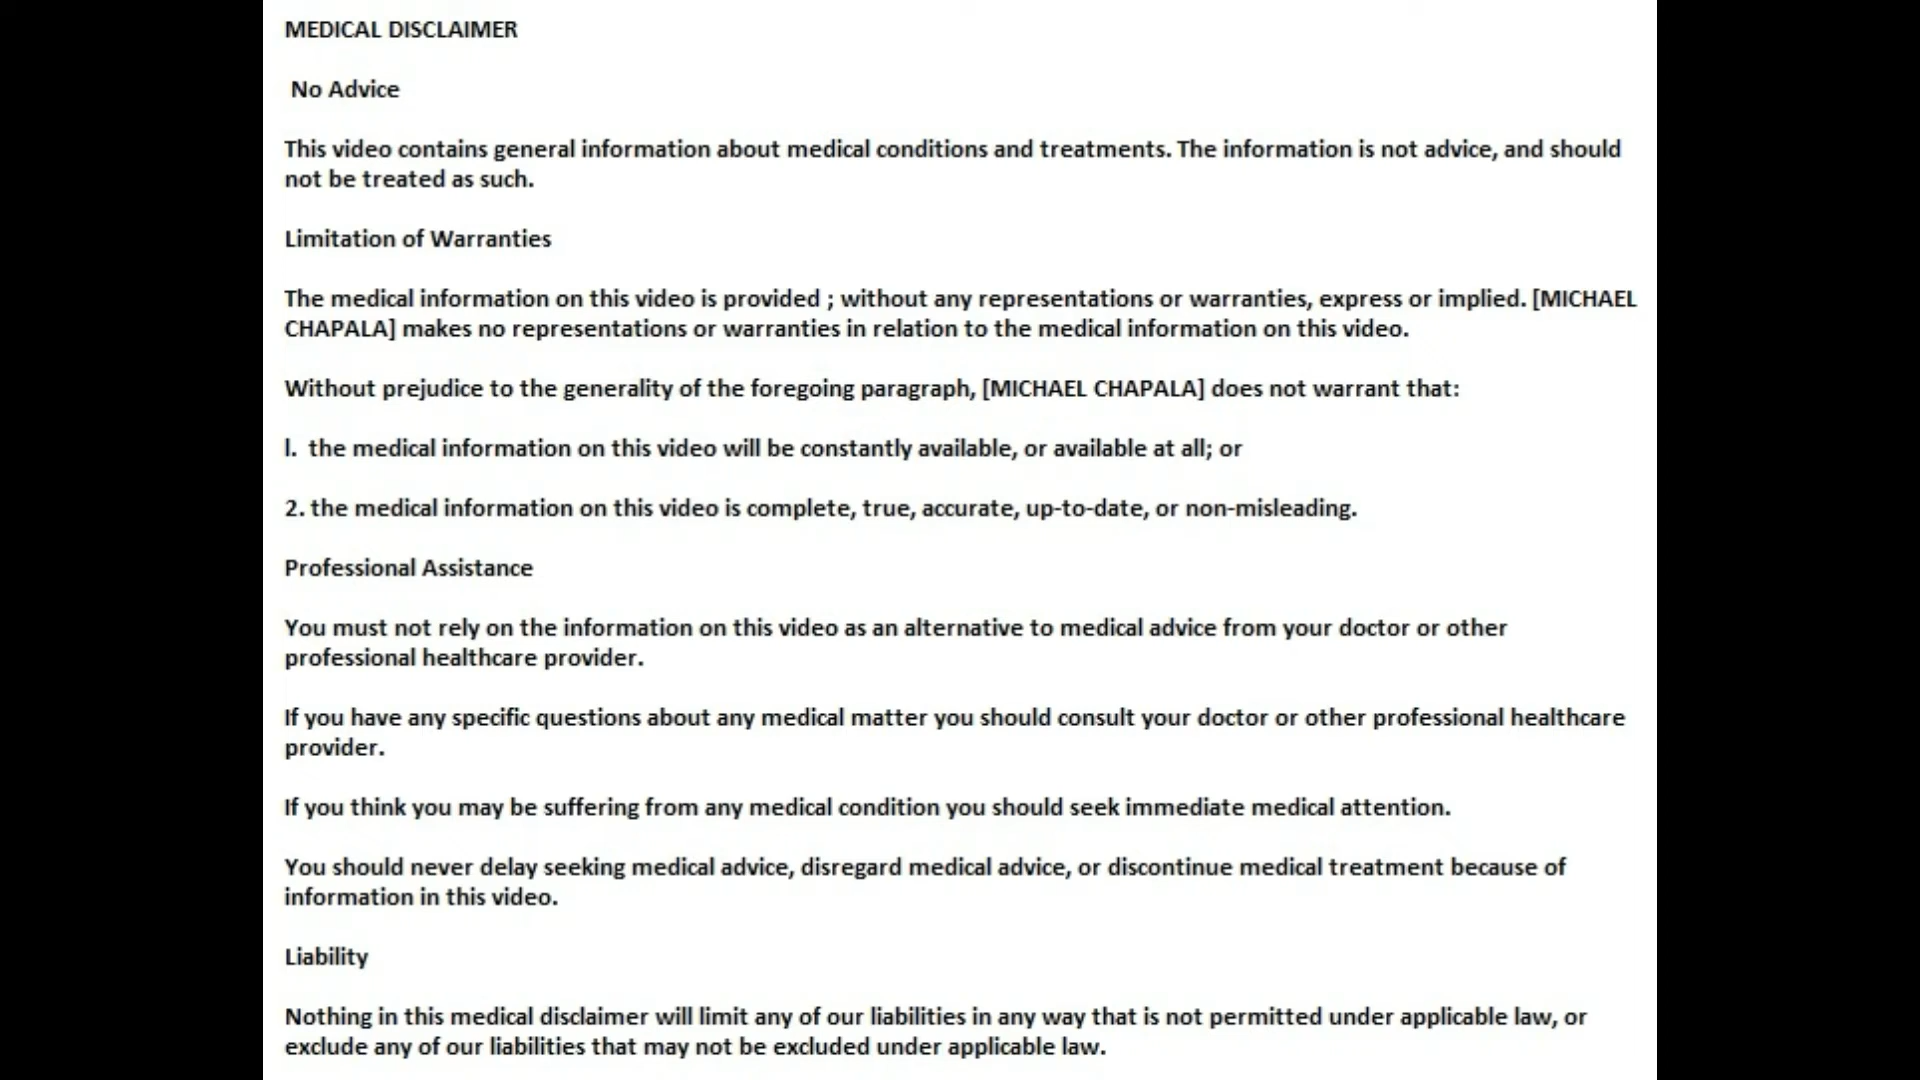 MEDICAL DISCLAIMER
No Advice
This video contains general information about medical conditions and treatments. The information is not advice, and should
not be treated as such.
Limitation of Warranties
The medical information on this video is provided ; without any representations or warranties, express or implied. [MICHAEL
CHAPALA] makes no representations or warranties in relation to the medical information on this video.
Without prejudice to the generality of the foregoing paragraph, [MICHAEL CHAPALA] does not warrant that:
l. the medical information on this video will be constantly available, or available at all; or
2. the medical information on this video is complete, true, accurate, up-to-date, or non-misleading.
Professional Assistance
You must not rely on the information on this video as an alternative to medical advice from your doctor or other
professional healthcare provider.
If you have any specific questions about any medical matter you should consult your doctor or other professional healthcare
provider.
If you think you may be suffering from any medical condition you should seek immediate medical attention.
You should never delay seeking medical advice, disregard medical advice, or discontinue medical treatment because of
information in this video.
Liability
Nothing in this medical disclaimer will limit any of our liabilities in any way that is not permitted under applicable law, or
exclude any of our liabilities that may not be excluded under applicable law.